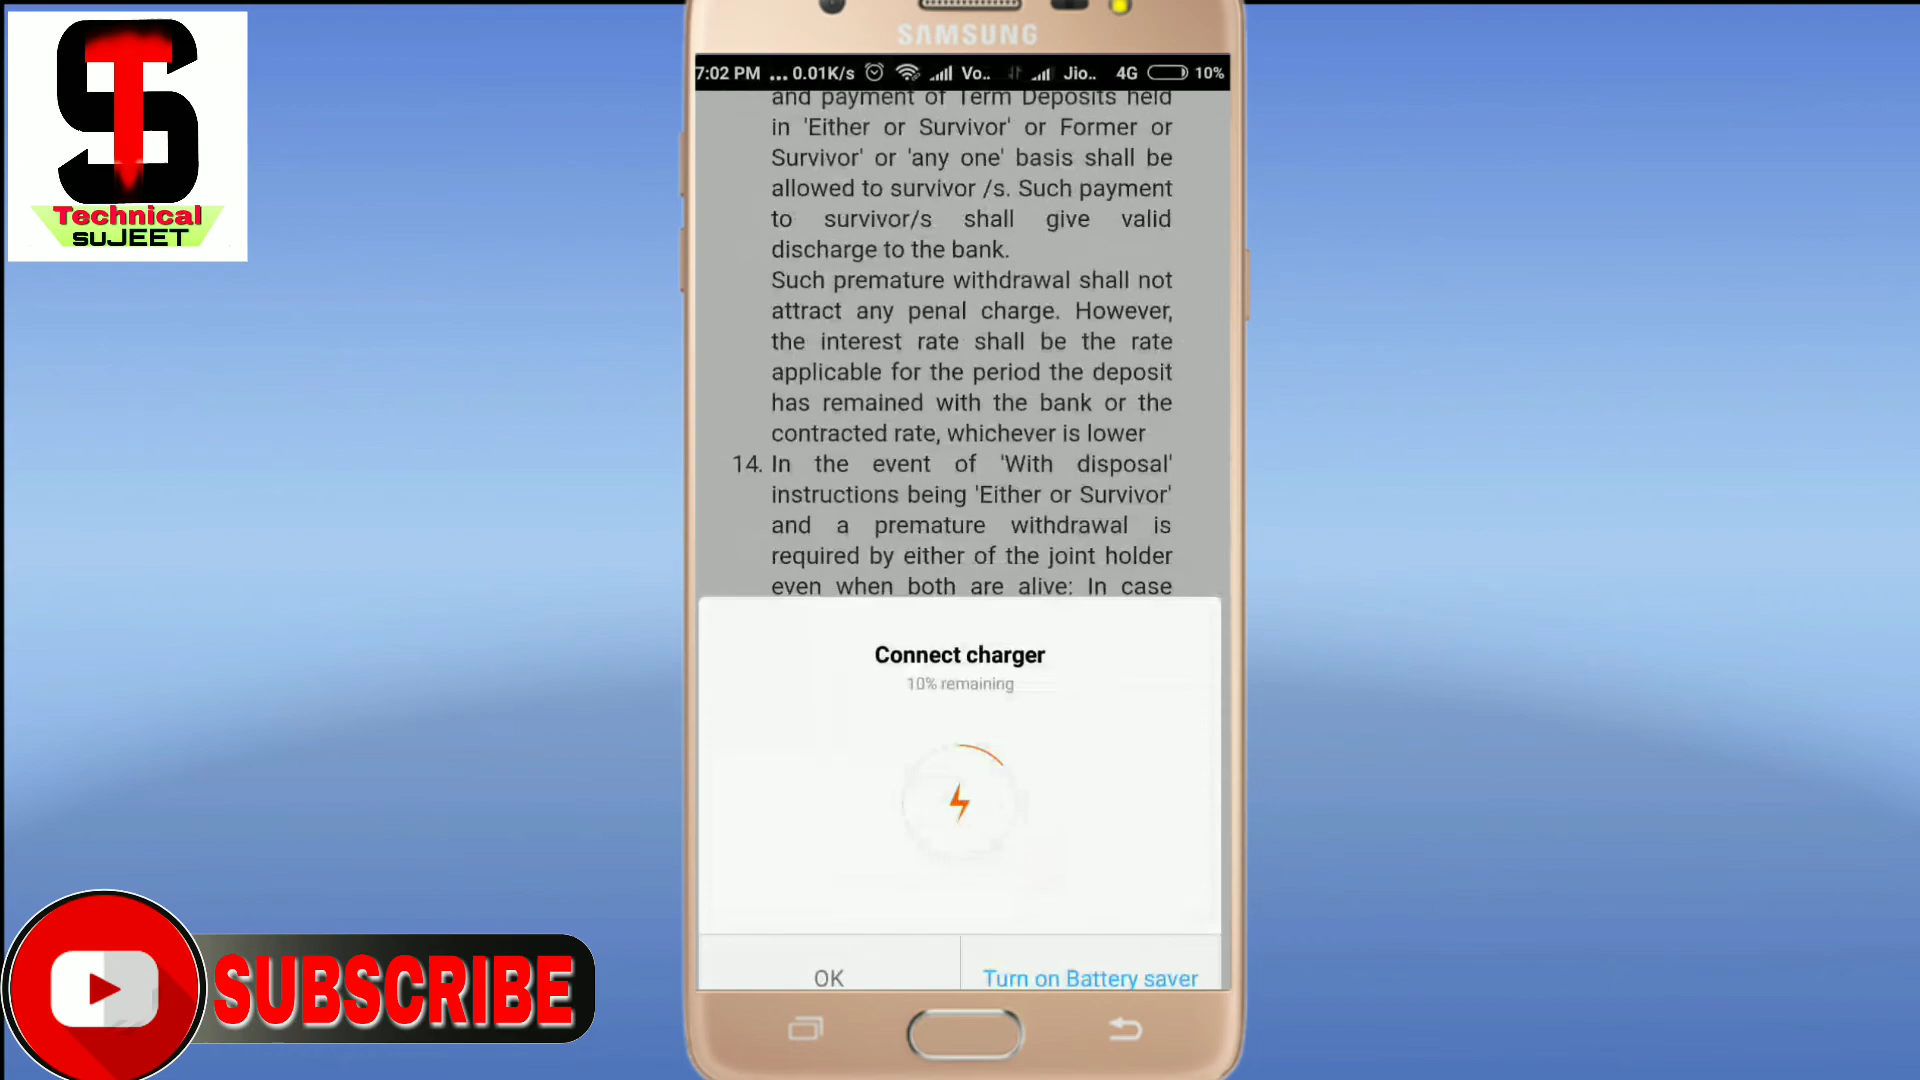 ST
Technical
SUJEET
SAMSUNG
7:02 PM ... 0.01K/s Vo.. Jio.. 4G 10%
and payment of Term Deposits held
in 'Either or Survivor' or Former or
Survivor' or 'any one' basis shall be
allowed to survivor /s. Such payment
to survivor/s shall give valid
discharge to the bank.
Such premature withdrawal shall not
attract any penal charge. However,
the interest rate shall be the rate
applicable for the period the deposit
has remained with the bank or the
contracted rate, whichever is lower
14. In the event of 'With disposal'
instructions being 'Either or Survivor'
and a premature withdrawal is
required by either of the joint holder
even when both are alive: In case
Connect charger
10% remaining
OK
Turn on Battery saver
SUBSCRIBE